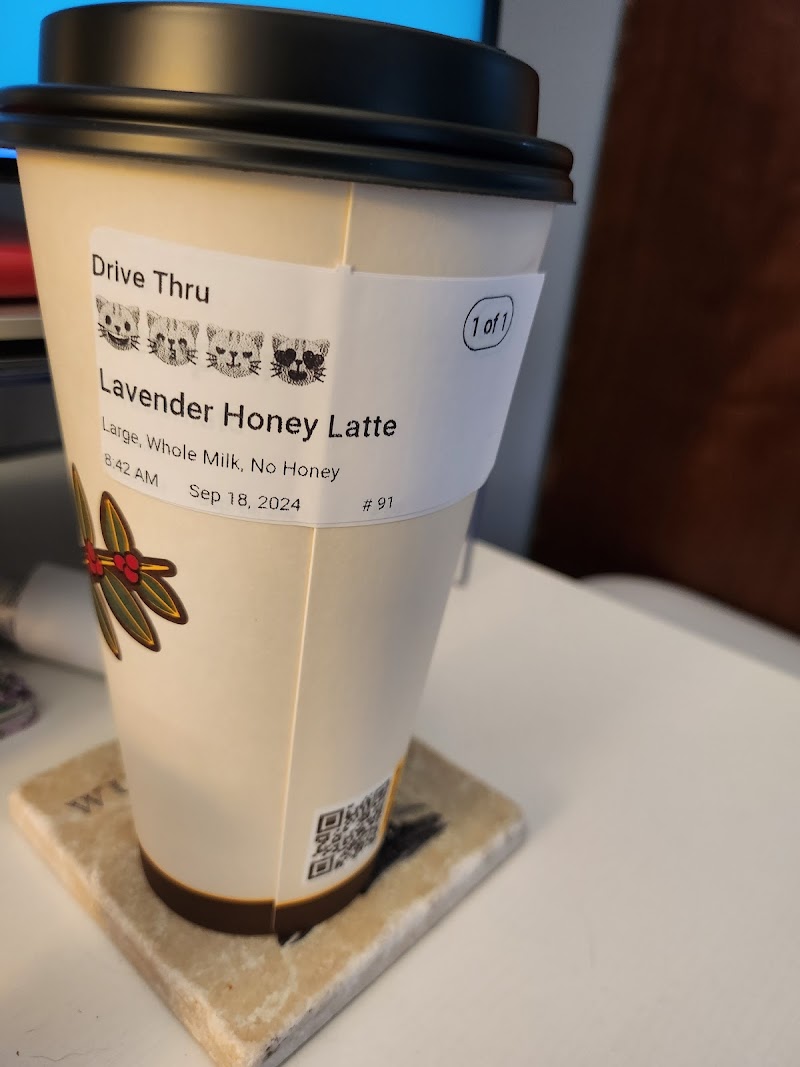 Drive Thru
1 of 1
Lavender Honey Latte
Large, Whole Milk, No Honey
8:42 AM Sep 18, 2024 # 91